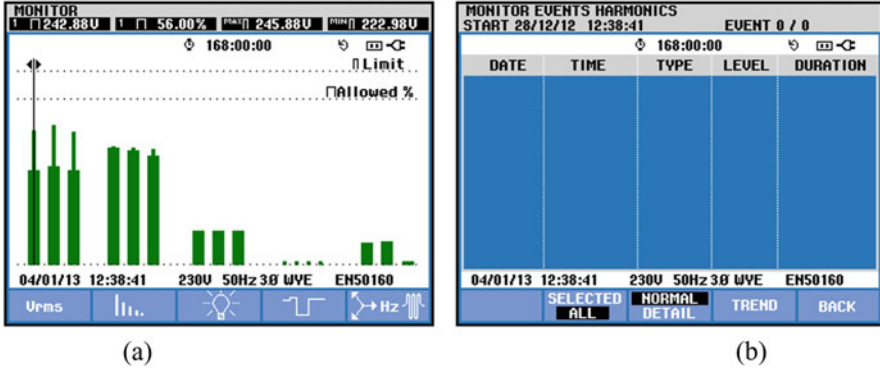 MONITOR
1 242.88V 1 56.00% MAX 245.88V MIN 222.98V
168:00:00
Limit
Allowed %
04/01/13 12:38:41 230V 50Hz 3Ø WYE EN50160
Vrms Hz
(a)
MONITOR EVENTS HARMONICS
START 28/12/12 12:38:41 EVENT 0 / 0
168:00:00
DATE TIME TYPE LEVEL DURATION
04/01/13 12:38:41 230V 50Hz 3Ø WYE EN50160
SELECTED NORMAL TREND BACK
ALL DETAIL
(b)